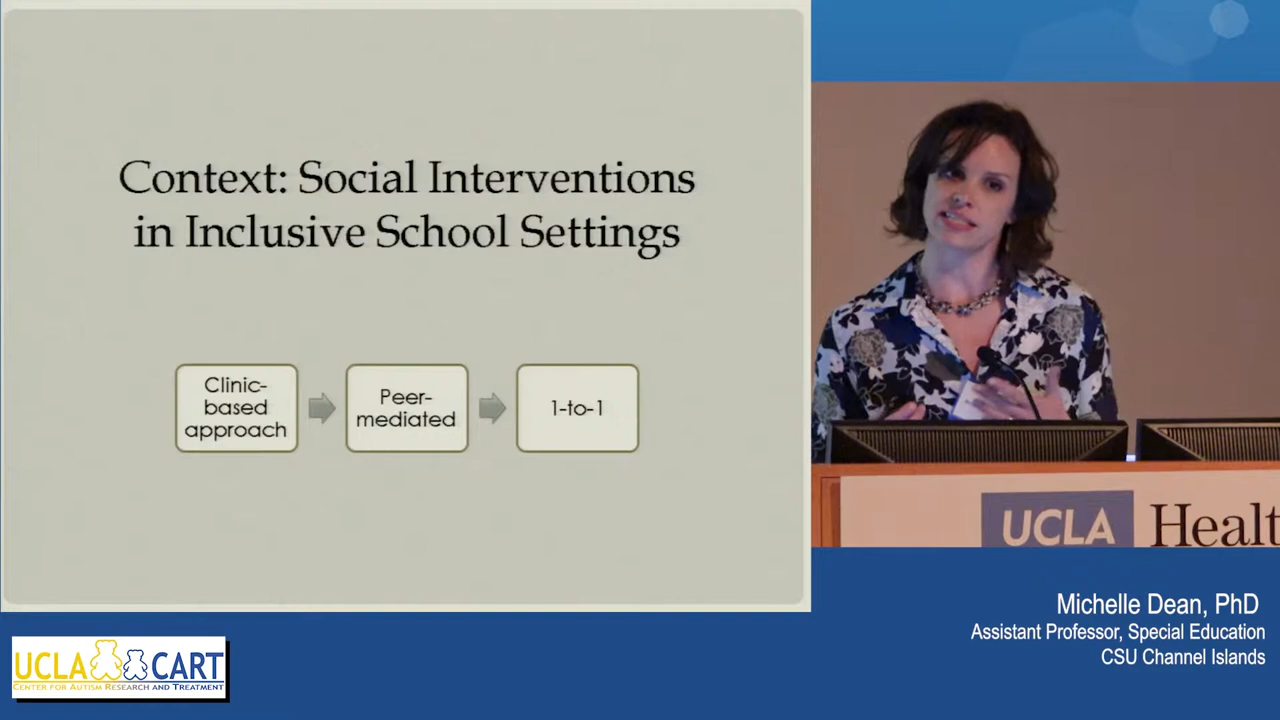 Context: Social Interventions
in Inclusive School Settings
Clinic-
based
approach
Peer-
mediated
1-to-1
UCLA Healt
Michelle Dean, PhD
Assistant Professor, Special Education
CSU Channel Islands
UCLA CART
CENTER FOR AUTISM RESEARCH AND TREATMENT